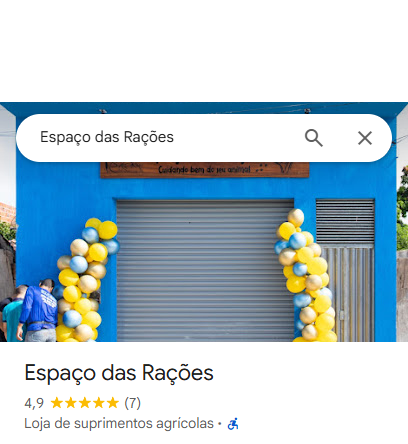 Espaço das Rações
Cuidando bem do seu animal
Espaço das Rações
4,9 (7)
Loja de suprimentos agrícolas ·